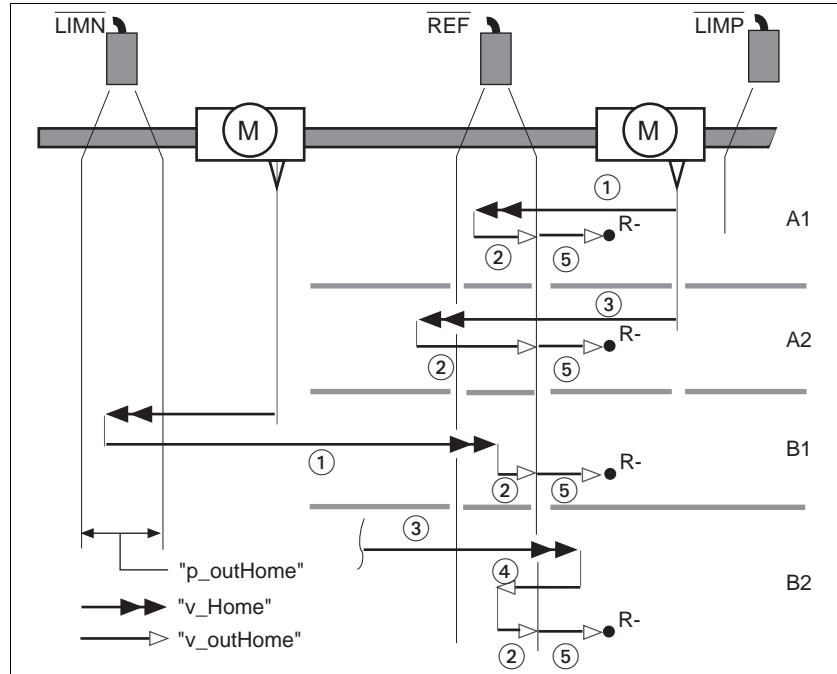 LIMN REF LIMP
M M
①
A1
R-
② ⑤
③
A2
R-
② ⑤
B1
①
R-
② ⑤
③
"p_outHome"
④
B2
"v_Home"
R-
"v_outHome"
② ⑤